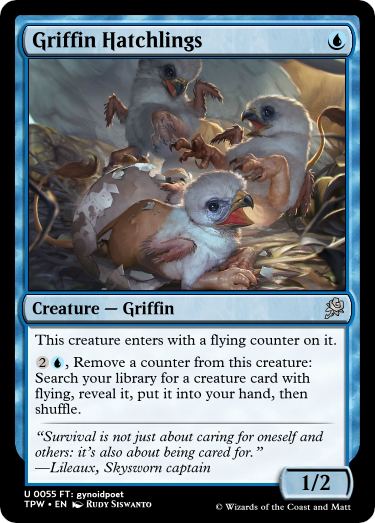 Griffin Hatchlings
Creature — Griffin
This creature enters with a flying counter on it.
2, Remove a counter from this creature:
Search your library for a creature card with
flying, reveal it, put it into your hand, then
shuffle.
“Survival is not just about caring for oneself and
others: it’s also about being cared for.”
—Lileaux, Skysworn captain
1/2
U 0055 FT: gynoidpoet
TPW • EN Rudy Siswanto
© Wizards of the Coast and Matt